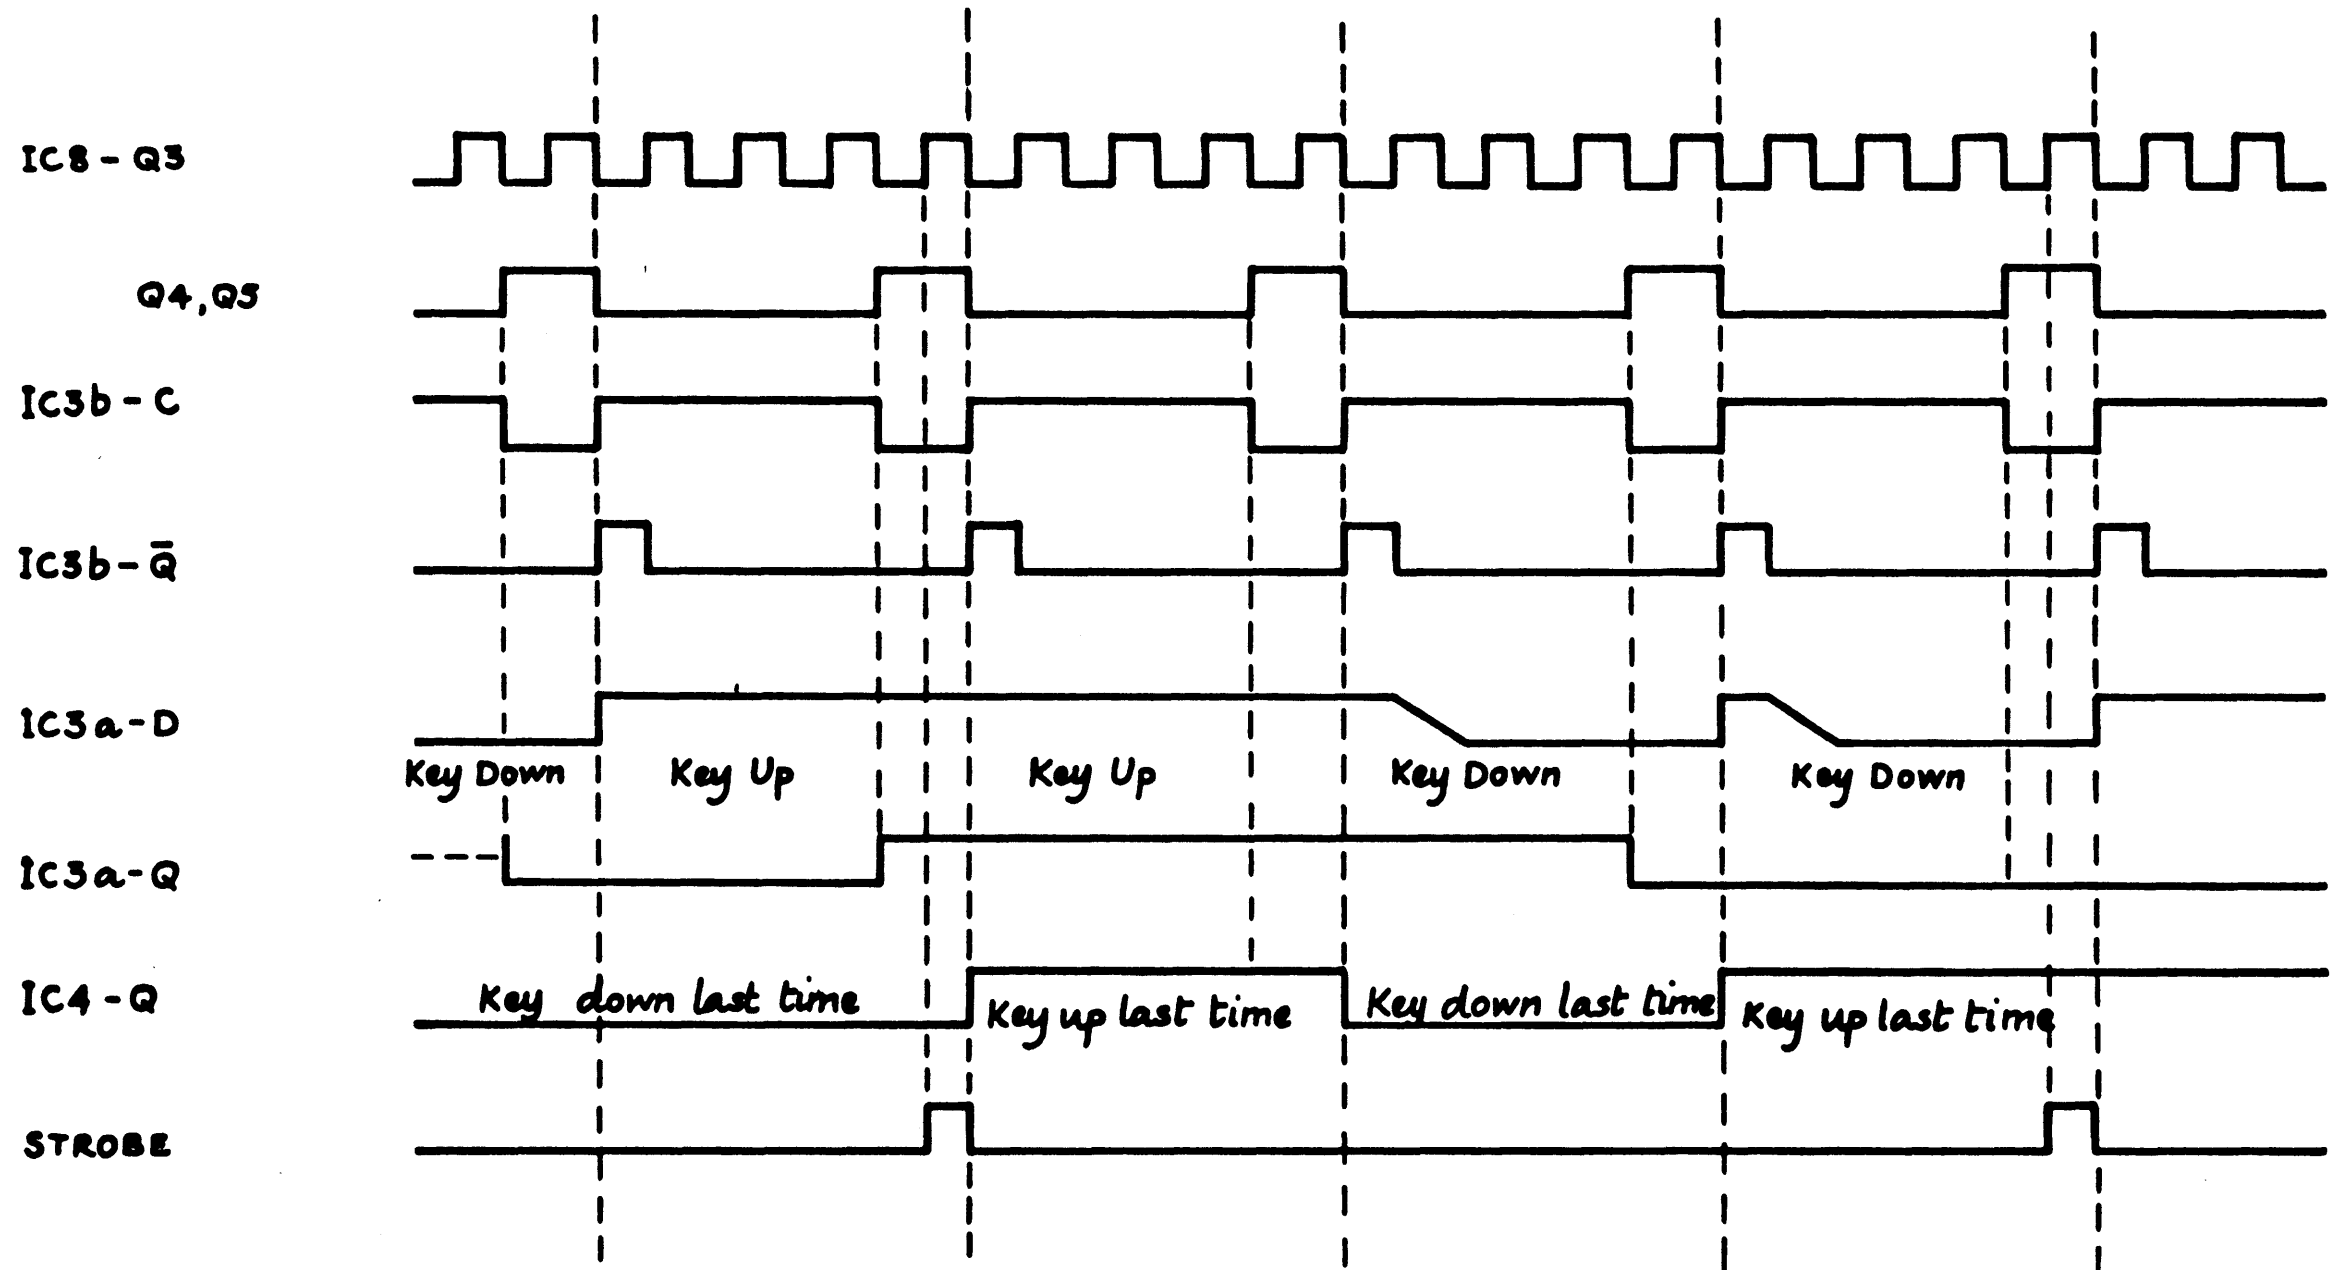 IC8-Q3
Q4,Q5
IC3b-C
IC3b-Q̅
IC3a-D
Key Down Key Up Key Up Key Down Key Down
IC3a-Q
IC4-Q
Key down last time Key up last time Key down last time Key up last time
STROBE